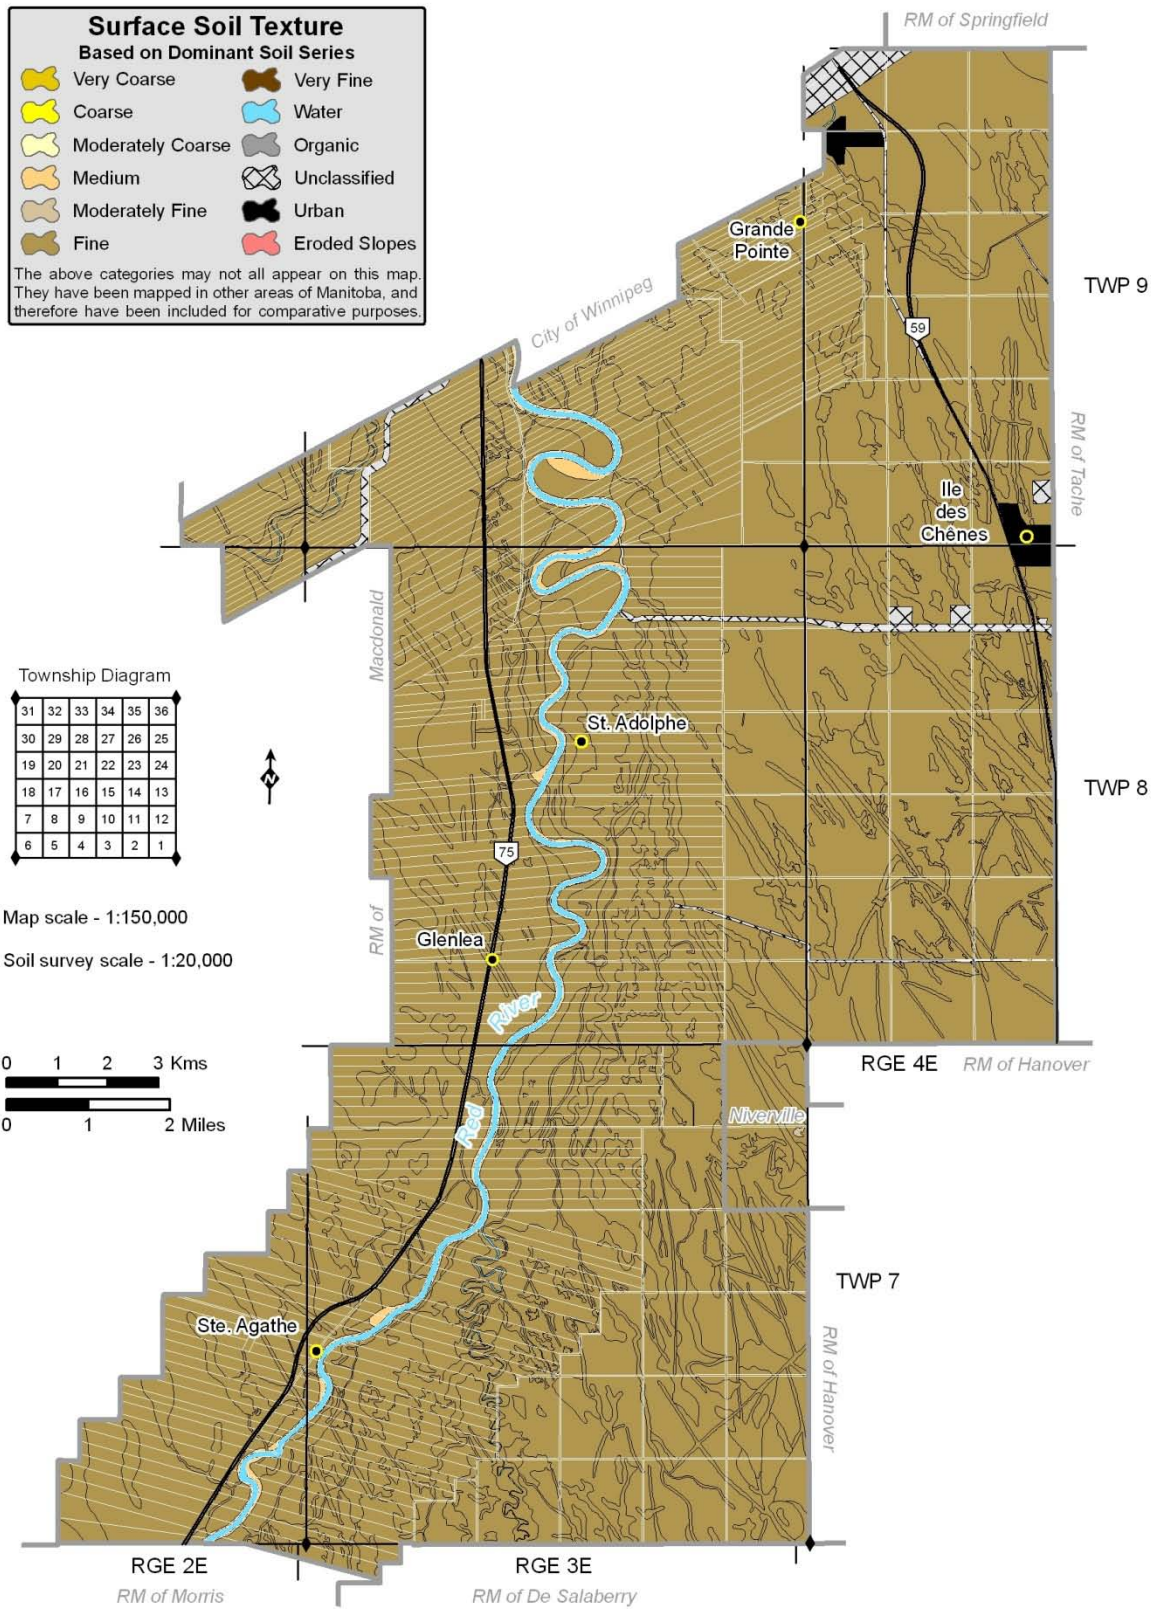 Surface Soil Texture
Based on Dominant Soil Series
Very Coarse
Very Fine
Coarse
Water
Moderately Coarse
Organic
Medium
Unclassified
Moderately Fine
Urban
Fine
Eroded Slopes
The above categories may not all appear on this map.
They have been mapped in other areas of Manitoba, and
therefore have been included for comparative purposes.
RM of Springfield
Grande
Pointe
City of Winnipeg
59
TWP 9
RM of Tache
Ile
des
Chênes
Macdonald
RM of
Township Diagram
31 32 33 34 35 36
30 29 28 27 26 25
19 20 21 22 23 24
18 17 16 15 14 13
7 8 9 10 11 12
6 5 4 3 2 1
N
St. Adolphe
TWP 8
75
Map scale - 1:150,000
Soil survey scale - 1:20,000
Glenlea
River
Red
0 1 2 3 Kms
0 1 2 Miles
RGE 4E
RM of Hanover
Niverville
TWP 7
RM of Hanover
Ste. Agathe
RGE 2E
RGE 3E
RM of Morris
RM of De Salaberry